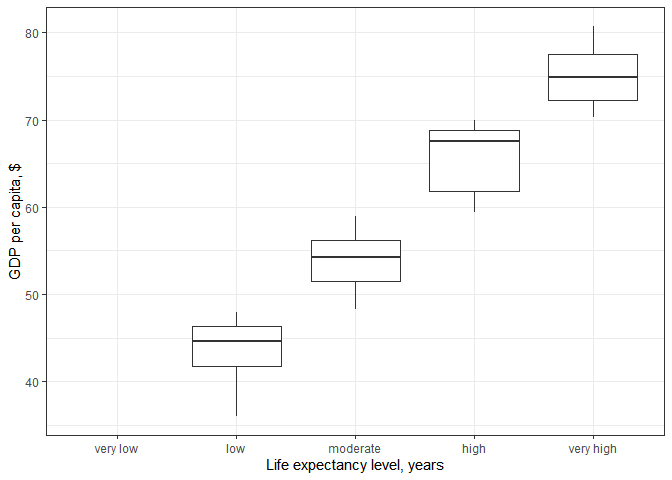 GDP per capita, $
80
70
60
50
40
very low low moderate high very high
Life expectancy level, years